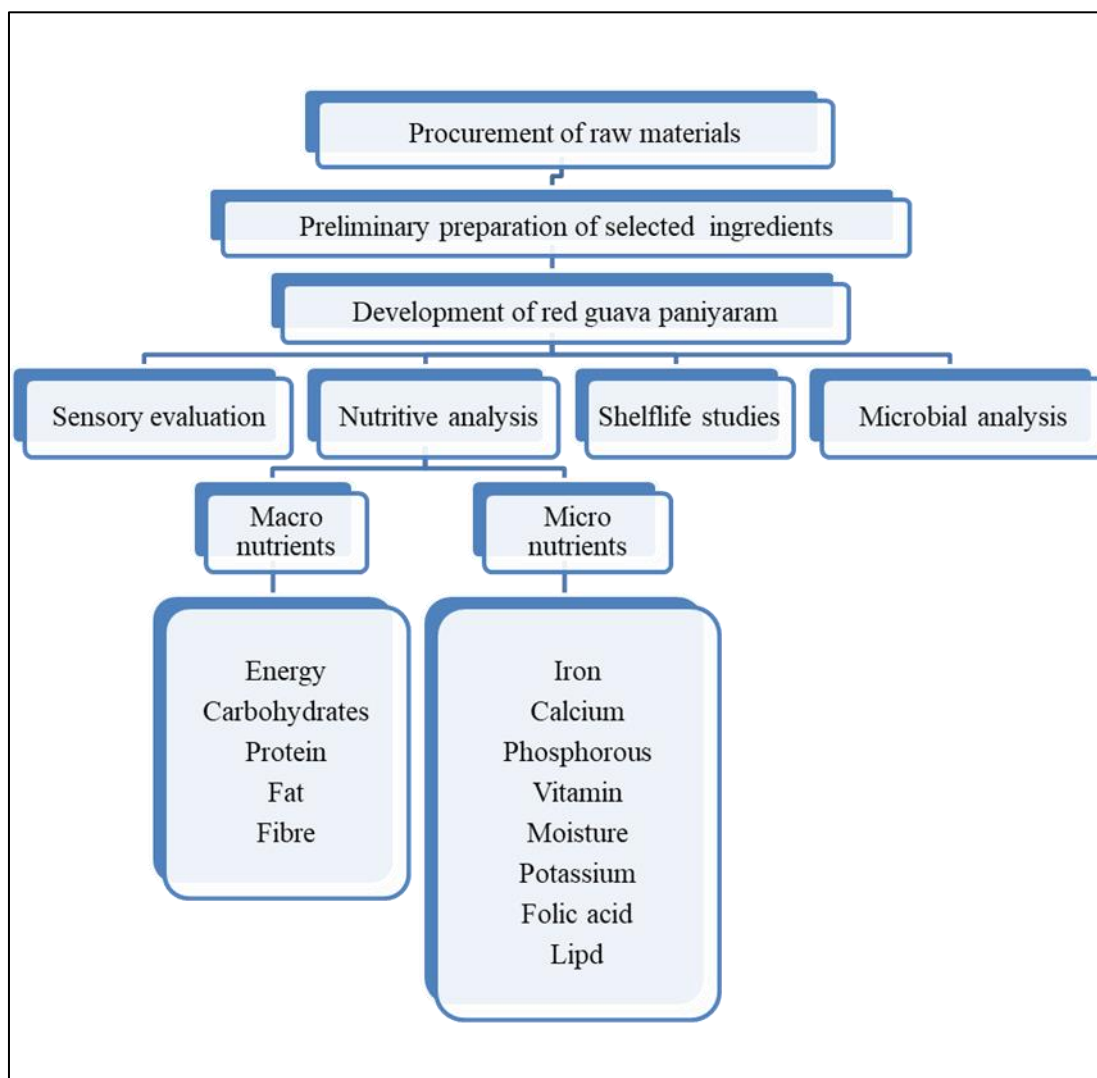 Procurement of raw materials
Preliminary preparation of selected ingredients
Development of red guava paniyaram
Sensory evaluation
Nutritive analysis
Shelflife studies
Microbial analysis
Macro
nutrients
Micro
nutrients
Energy
Carbohydrates
Protein
Fat
Fibre
Iron
Calcium
Phosphorous
Vitamin
Moisture
Potassium
Folic acid
Lipd